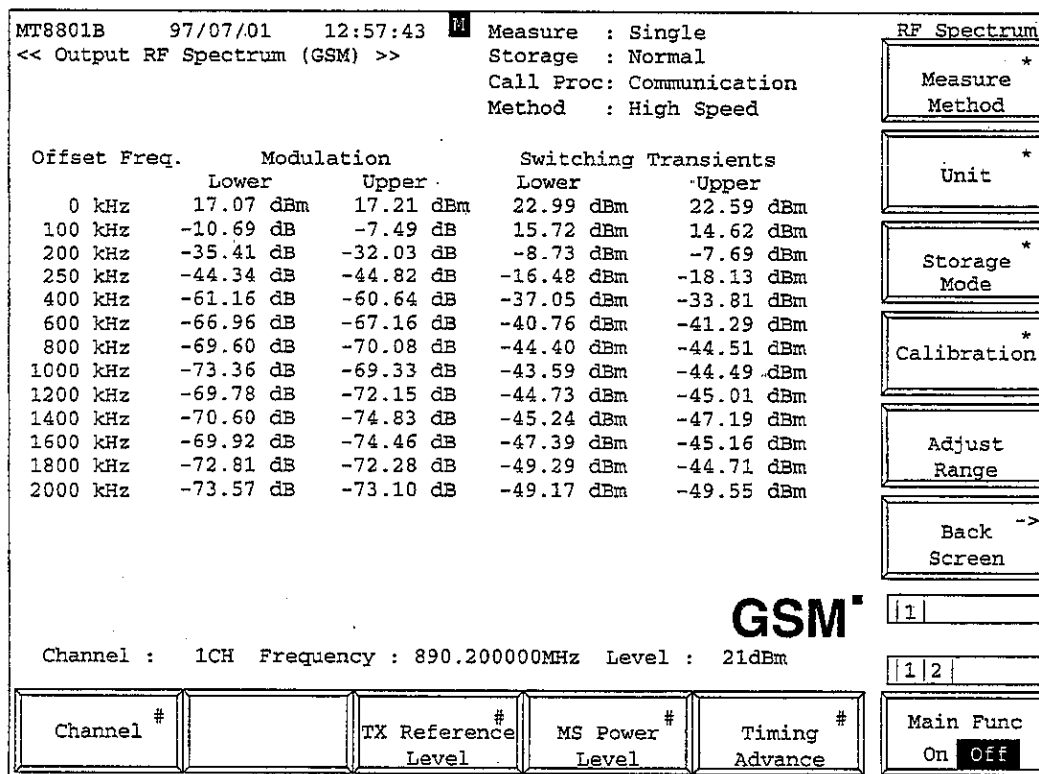 MT8801B 97/07/01 12:57:43 M Measure : Single
<< Output RF Spectrum (GSM) >> Storage : Normal
Call Proc: Communication
Method : High Speed
Offset Freq. Modulation Switching Transients
Lower Upper Lower Upper
0 kHz 17.07 dBm 17.21 dBm 22.99 dBm 22.59 dBm
100 kHz -10.69 dB -7.49 dB 15.72 dBm 14.62 dBm
200 kHz -35.41 dB -32.03 dB -8.73 dBm -7.69 dBm
250 kHz -44.34 dB -44.82 dB -16.48 dBm -18.13 dBm
400 kHz -61.16 dB -60.64 dB -37.05 dBm -33.81 dBm
600 kHz -66.96 dB -67.16 dB -40.76 dBm -41.29 dBm
800 kHz -69.60 dB -70.08 dB -44.40 dBm -44.51 dBm
1000 kHz -73.36 dB -69.33 dB -43.59 dBm -44.49 dBm
1200 kHz -69.78 dB -72.15 dB -44.73 dBm -45.01 dBm
1400 kHz -70.60 dB -74.83 dB -45.24 dBm -47.19 dBm
1600 kHz -69.92 dB -74.46 dB -47.39 dBm -45.16 dBm
1800 kHz -72.81 dB -72.28 dB -49.29 dBm -44.71 dBm
2000 kHz -73.57 dB -73.10 dB -49.17 dBm -49.55 dBm
GSM
Channel : 1CH Frequency : 890.200000MHz Level : 21dBm
Channel #
TX Reference #
Level
MS Power #
Level
Timing #
Advance
RF Spectrum
*
Measure
Method
*
Unit
*
Storage
Mode
*
Calibration
Adjust
Range
Back ->
Screen
|1|
|1|2|
Main Func
On Off